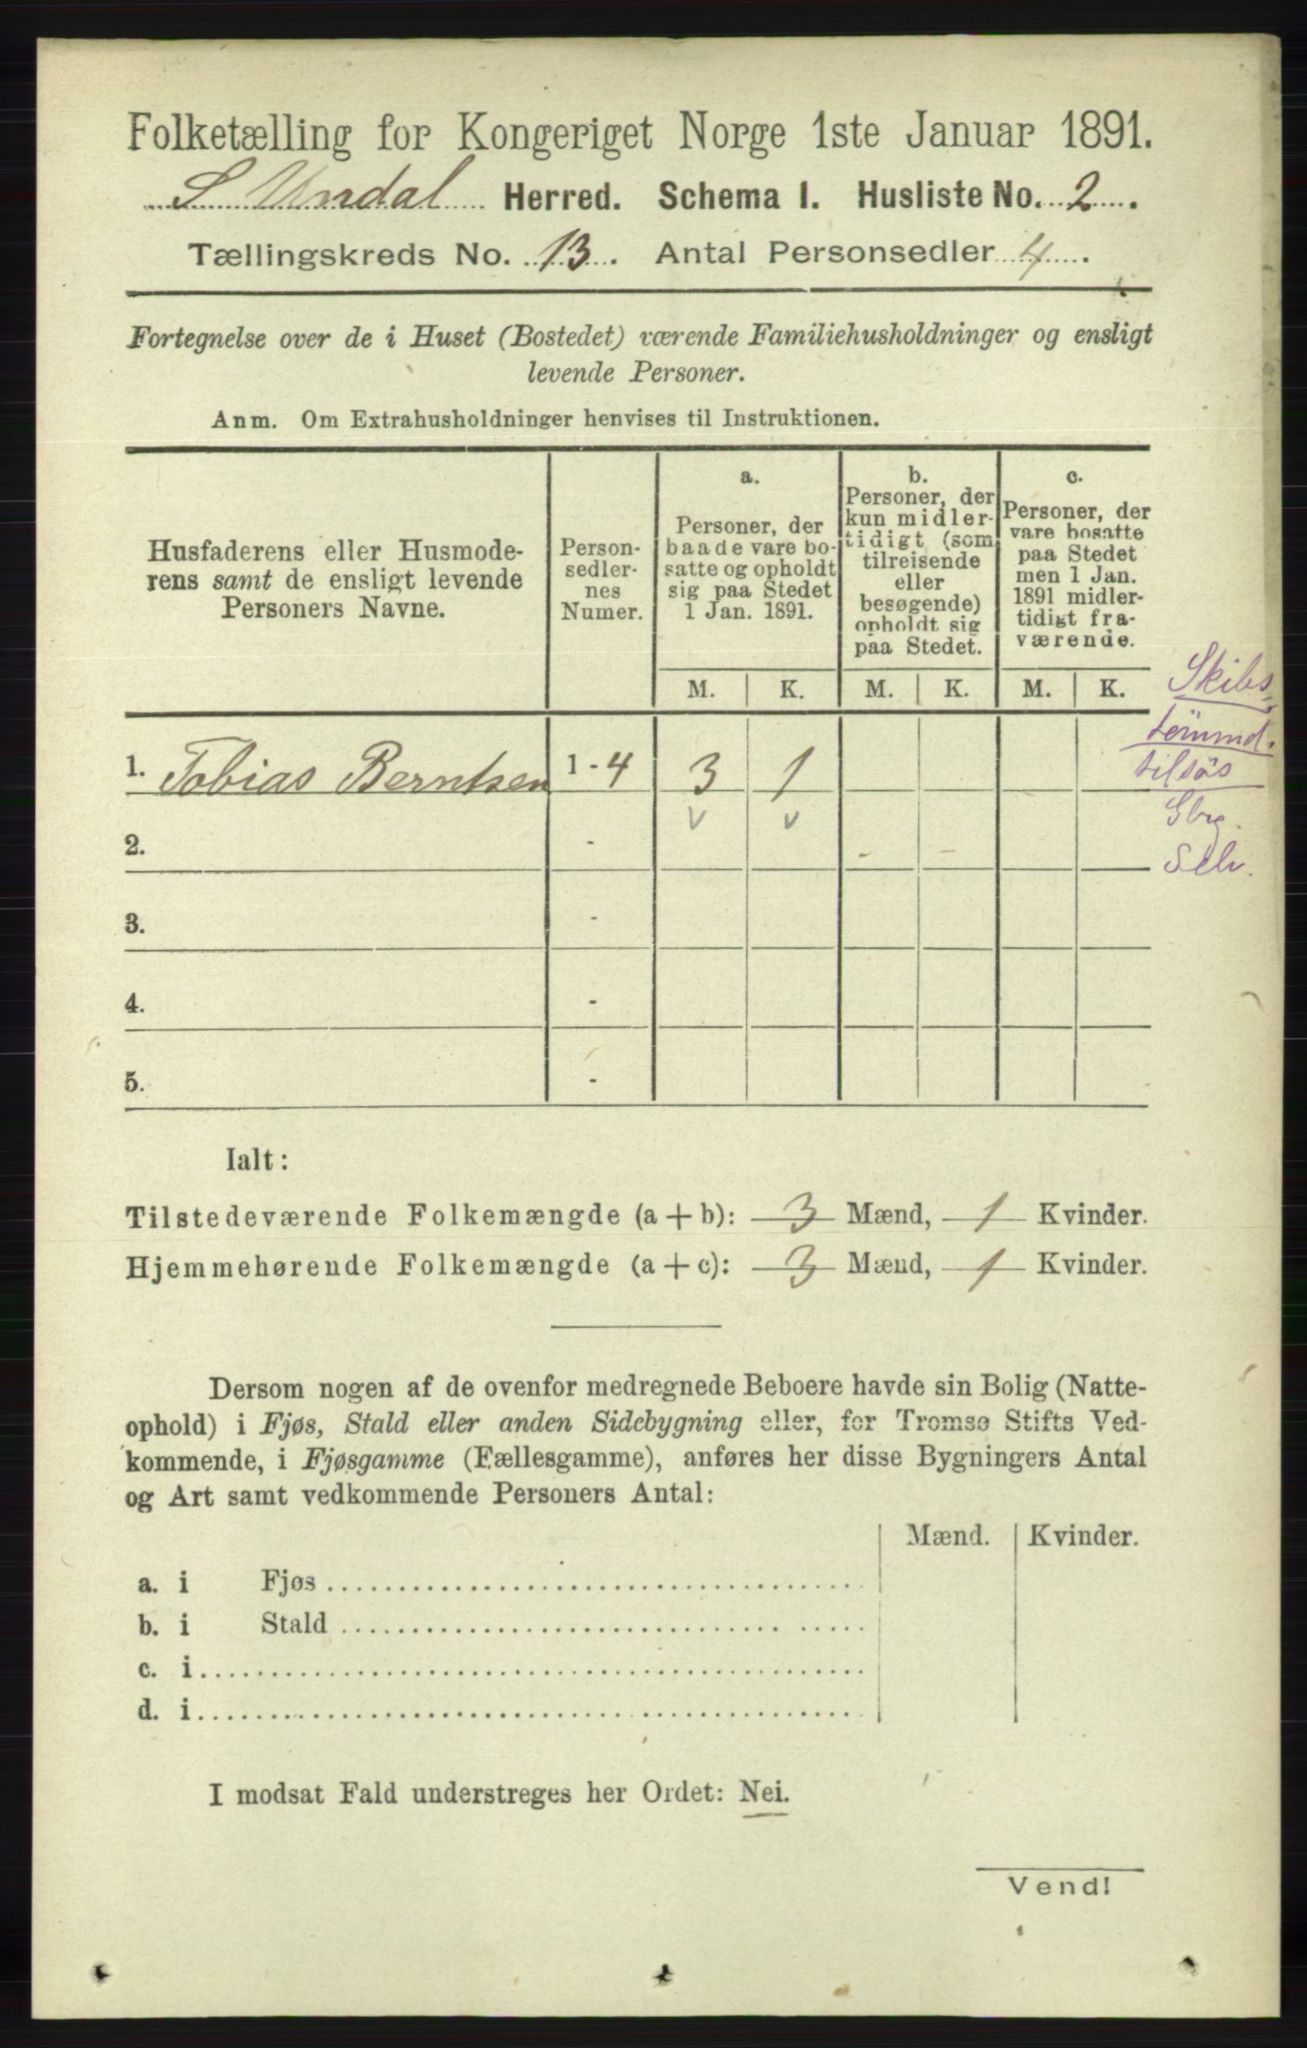 Folketælling for Kongeriget Norge 1ste Januar 1891.
S Undal Herred. Schema I. Husliste No. 2.
Tællingskreds No. 13. Antal Personsedler 4.
Fortegnelse over de i Huset (Bostedet) værende Familiehusholdninger og ensligt
levende Personer.
Anm. Om Extrahusholdninger henvises til Instruktionen.
Husfaderens eller Husmode-
rens samt de ensligt levende
Personers Navne.
Person-
sedler-
nes
Numer.
a.
Personer, der
baade vare bo-
satte og opholdt
sig paa Stedet
1 Jan. 1891.
b.
Personer, der
kun midler-
tidigt (som
tilreisende
eller
besøgende)
opholdt sig
paa Stedet.
c.
Personer, der
vare bosatte
paa Stedet
men 1 Jan.
1891 midler-
tidigt fra-
værende.
M. K. M. K. M. K.
Skibs
tømmd.
tilsøs
Gbr.
Selv.
1. Tobias Berntsen 1 - 4 3 1
v v
2. -
3. -
4. -
5. -
Ialt:
Tilstedeværende Folkemængde (a + b): 3 Mænd, 1 Kvinder.
Hjemmehørende Folkemængde (a + c): 3 Mænd, 1 Kvinder.
Dersom nogen af de ovenfor medregnede Beboere havde sin Bolig (Natte-
ophold) i Fjøs, Stald eller anden Sidebygning eller, for Tromsø Stifts Ved-
kommende, i Fjøsgamme (Fællesgamme), anføres her disse Bygningers Antal
og Art samt vedkommende Personers Antal:
Mænd. Kvinder.
a. i Fjøs
b. i Stald
c. i
d. i
I modsat Fald understreges her Ordet: Nei.
Vend!